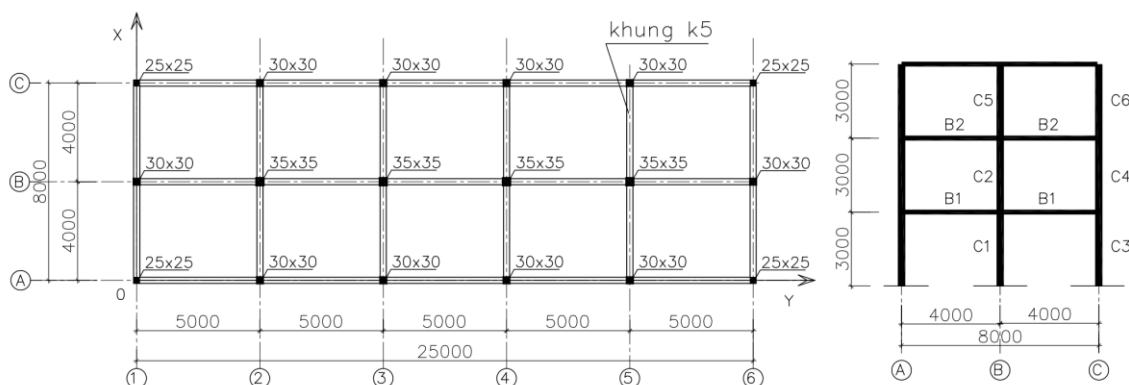 khung k5
X
25x25 30x30 30x30 30x30 30x30 25x25
C
4000
8000
30x30 35x35 35x35 35x35 35x35 30x30
B
4000
25x25 30x30 30x30 30x30 30x30 25x25
A
0
Y
5000 5000 5000 5000 5000
25000
1 2 3 4 5 6
3000
C5 C6
B2 B2
3000
C2 C4
B1 B1
3000
C1 C3
4000 4000
8000
A B C